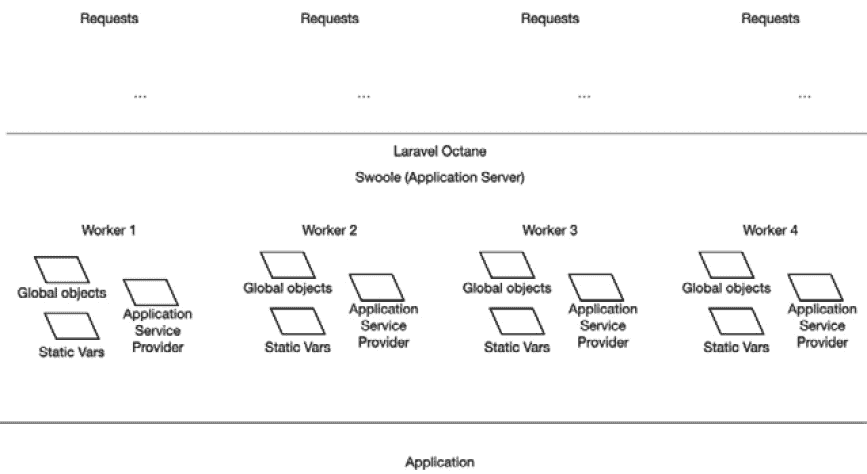 Requests Requests Requests Requests
... ... ... ...
Laravel Octane
Swoole (Application Server)
Worker 1 Worker 2 Worker 3 Worker 4
Global objects
Application
Service
Provider
Static Vars
Global objects
Application
Service
Provider
Static Vars
Global objects
Application
Service
Provider
Static Vars
Global objects
Application
Service
Provider
Static Vars
Application